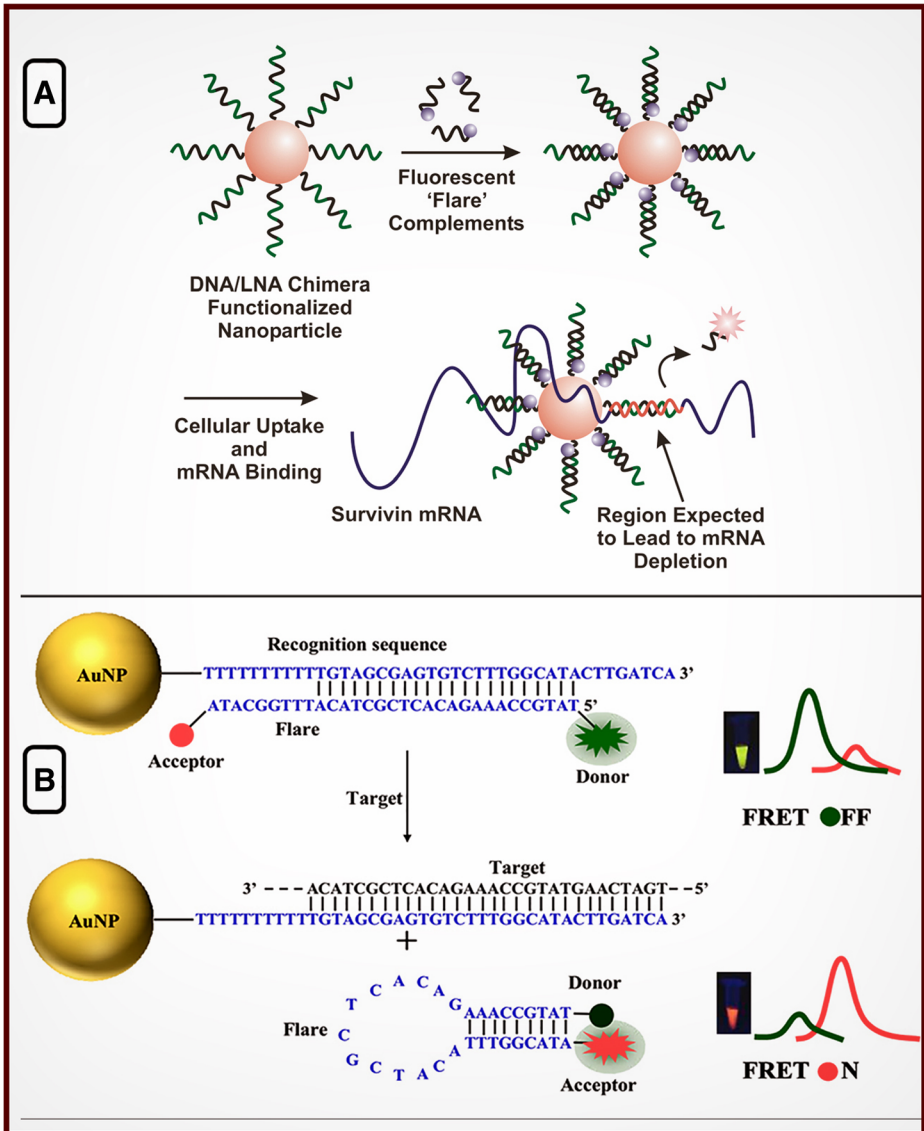 A
Fluorescent
'Flare'
Complements
DNA/LNA Chimera
Functionalized
Nanoparticle
Cellular Uptake
and
mRNA Binding
Survivin mRNA
Region Expected
to Lead to mRNA
Depletion
B
Recognition sequence
AuNP
TTTTTTTTTTTGTAGCGAGTGTCTTTGGCATACTTGATCA 3’
ATACGGTTTACATCGCTCACAGAAACCGTAT 5’
Flare
Acceptor
Donor
Target
FRET OFF
Target
3’ - - - ACATCGCTCACAGAAACCGTATGAACTAGT - - 5’
AuNP
TTTTTTTTTTTGTAGCGAGTGTCTTTGGCATACTTGATCA 3’
+
Flare
T C A C A G AAACCGTAT
C G C T A C A TTTGGCATA
Donor
Acceptor
FRET ON